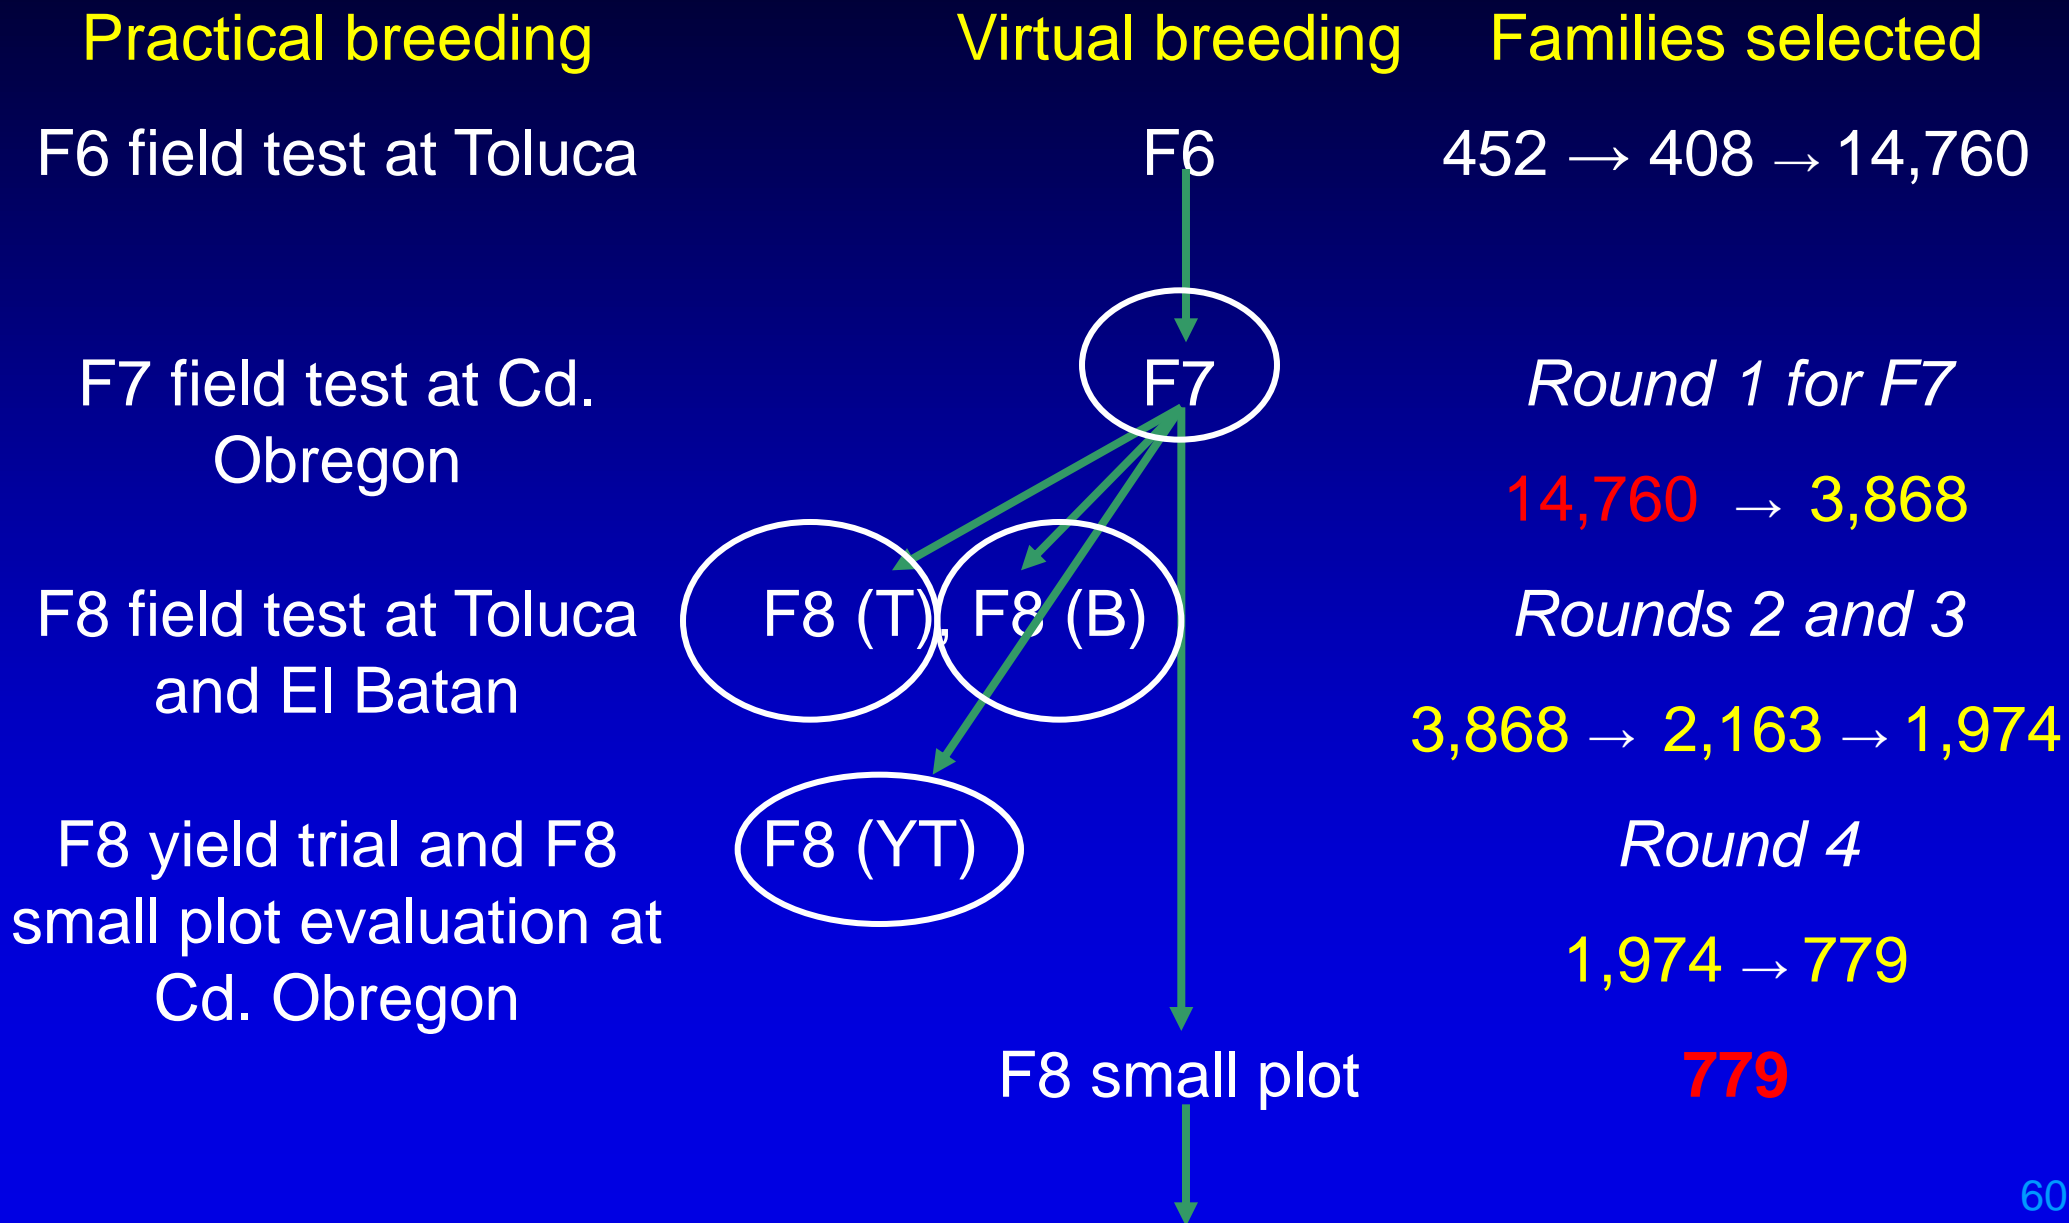 Practical breeding Virtual breeding Families selected
F6 field test at Toluca F6 452 → 408 → 14,760
F7 field test at Cd. F7 Round 1 for F7
Obregon
14,760 → 3,868
F8 field test at Toluca F8 (T), F8 (B) Rounds 2 and 3
and El Batan
3,868 → 2,163 → 1,974
F8 yield trial and F8 F8 (YT) Round 4
small plot evaluation at
1,974 → 779
Cd. Obregon
F8 small plot 779
60